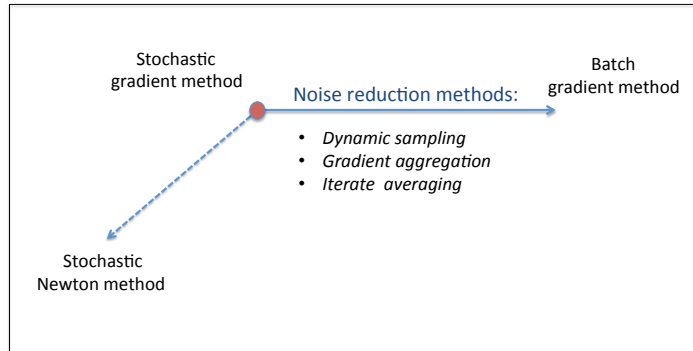 Stochastic
gradient method
Batch
gradient method
Noise reduction methods:
• Dynamic sampling
• Gradient aggregation
• Iterate averaging
Stochastic
Newton method